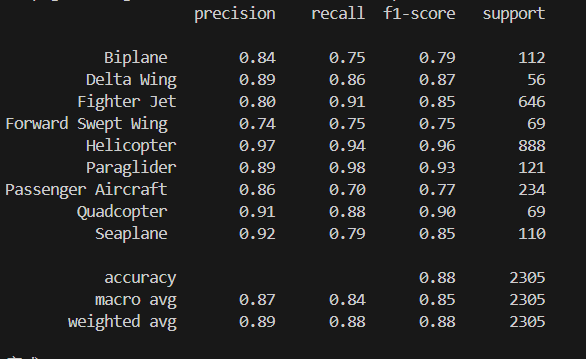 precision recall f1-score support
Biplane 0.84 0.75 0.79 112
Delta Wing 0.89 0.86 0.87 56
Fighter Jet 0.80 0.91 0.85 646
Forward Swept Wing 0.74 0.75 0.75 69
Helicopter 0.97 0.94 0.96 888
Paraglider 0.89 0.98 0.93 121
Passenger Aircraft 0.86 0.70 0.77 234
Quadcopter 0.91 0.88 0.90 69
Seaplane 0.92 0.79 0.85 110
accuracy 0.88 2305
macro avg 0.87 0.84 0.85 2305
weighted avg 0.89 0.88 0.88 2305